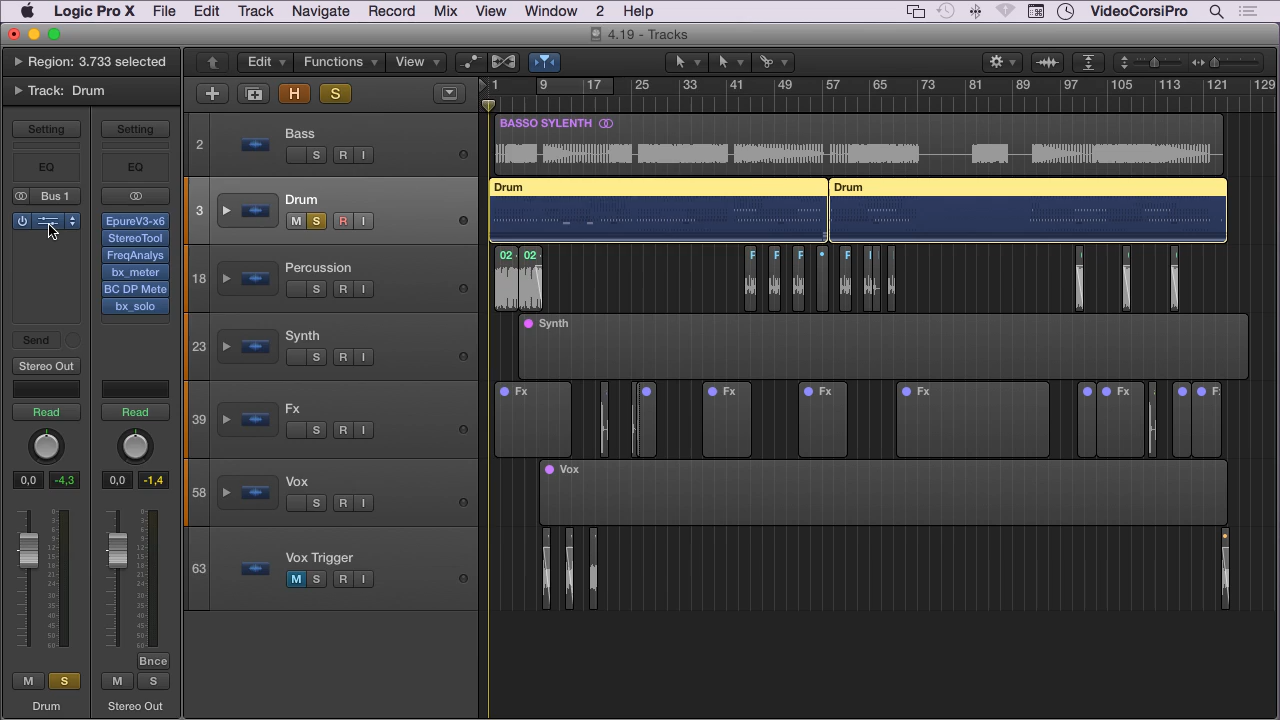 Logic Pro X File Edit Track Navigate Record Mix View Window 2 Help VideoCorsiPro
4.19 - Tracks
Region: 3.733 selected
Edit Functions View
Track: Drum
H S
1 9 17 25 33 41 49 57 65 73 81 89 97 105 113 121 129
Setting Setting
EQ EQ
Bus 1
EpureV3-x6
StereoTool
FreqAnalys
bx_meter
BC DP Mete
bx_solo
Send
Stereo Out
Read Read
0,0 -4,3 0,0 -1,4
Bnce
M S M S
Drum Stereo Out
2 Bass
S R I
BASSO SYLENTH
3 Drum
M S R I
Drum Drum
18 Percussion
S R I
02 02 F F F F
23 Synth
S R I
Synth
39 Fx
S R I
Fx Fx Fx Fx Fx F
58 Vox
S R I
Vox
63 Vox Trigger
M S R I